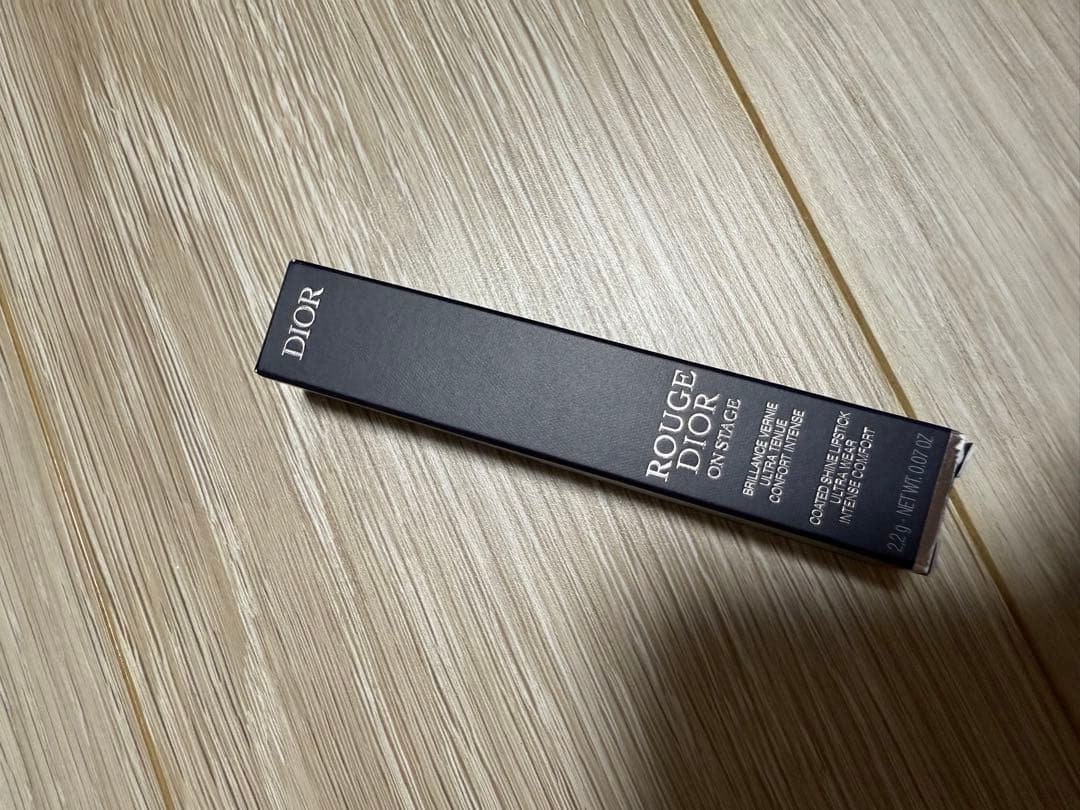 DIOR
ROUGE
DIOR
ON STAGE
BRILLANCE VERNIE
ULTRA TENUE
CONFORT INTENSE
COATED SHINE LIPSTICK
ULTRA WEAR
INTENSE COMFORT
2,2 g - NET WT. 0.07 OZ